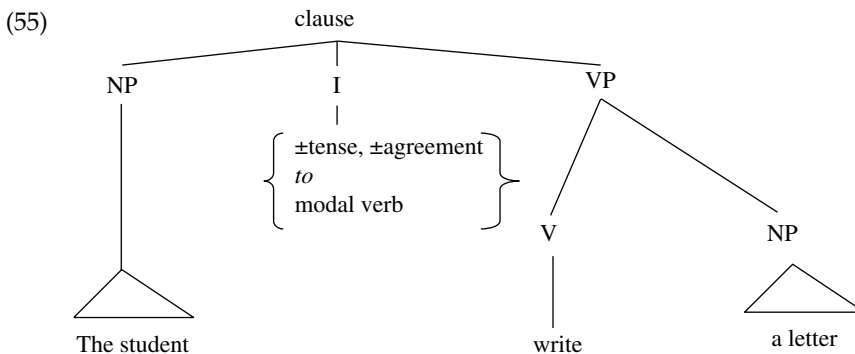 (55) clause
NP I VP
±tense, ±agreement
to
modal verb
V NP
The student write a letter